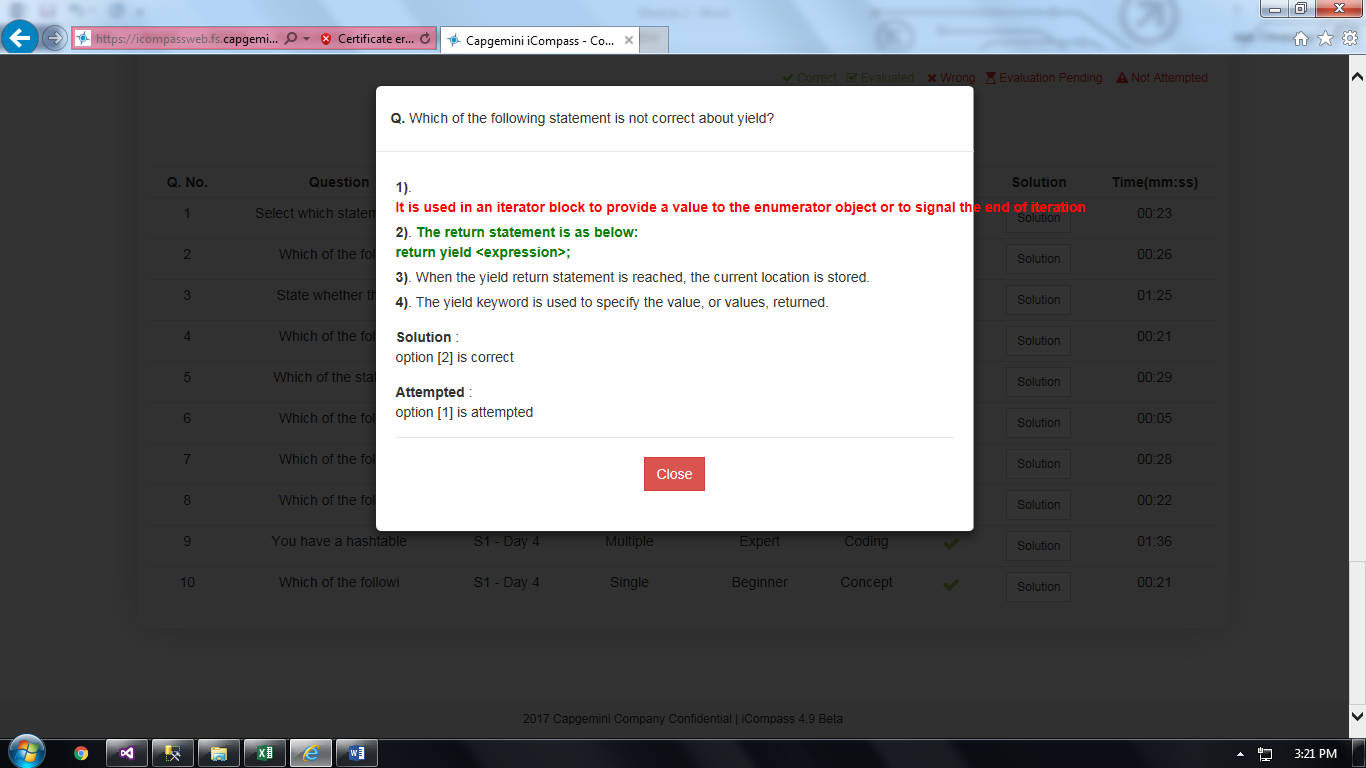 https://icompassweb.fs.capgemi... Certificate er... Capgemini iCompass - Co...
Correct Evaluated Wrong Evaluation Pending Not Attempted
Q. Which of the following statement is not correct about yield?
Q. No. Question Solution Time(mm:ss)
1).
It is used in an iterator block to provide a value to the enumerator object or to signal the end of iteration
2). The return statement is as below:
return yield <expression>;
3). When the yield return statement is reached, the current location is stored.
4). The yield keyword is used to specify the value, or values, returned.
Solution :
option [2] is correct
Attempted :
option [1] is attempted
Close
1 Select which statem Solution 00:23
2 Which of the fol Solution 00:26
3 State whether th Solution 01:25
4 Which of the fol Solution 00:21
5 Which of the stat Solution 00:29
6 Which of the fol Solution 00:05
7 Which of the fol Solution 00:28
8 Which of the fol Solution 00:22
9 You have a hashtable S1 - Day 4 Multiple Expert Coding Solution 01:36
10 Which of the followi S1 - Day 4 Single Beginner Concept Solution 00:21
2017 Capgemini Company Confidential | iCompass 4.9 Beta
3:21 PM